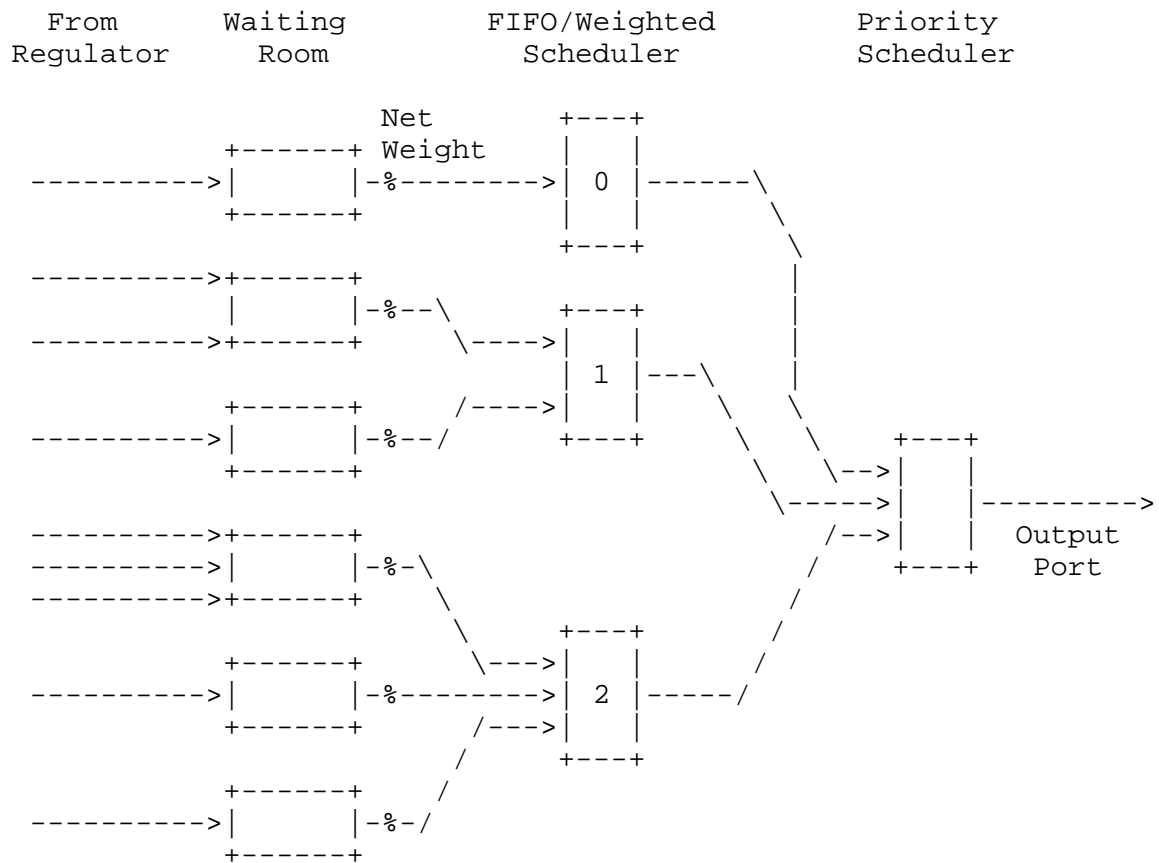 From Waiting FIFO/Weighted Priority
Regulator Room Scheduler Scheduler
Net
Weight
0
1
Output
Port
2